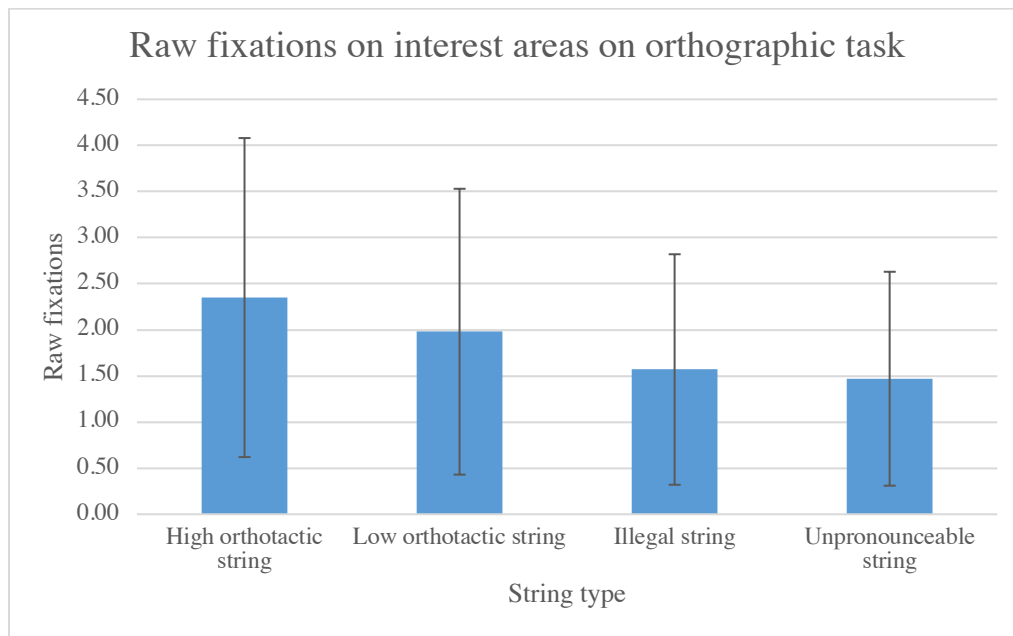 Raw fixations on interest areas on orthographic task
Raw fixations
4.50
4.00
3.50
3.00
2.50
2.00
1.50
1.00
0.50
0.00
High orthotactic
string
Low orthotactic string
Illegal string
Unpronounceable
string
String type